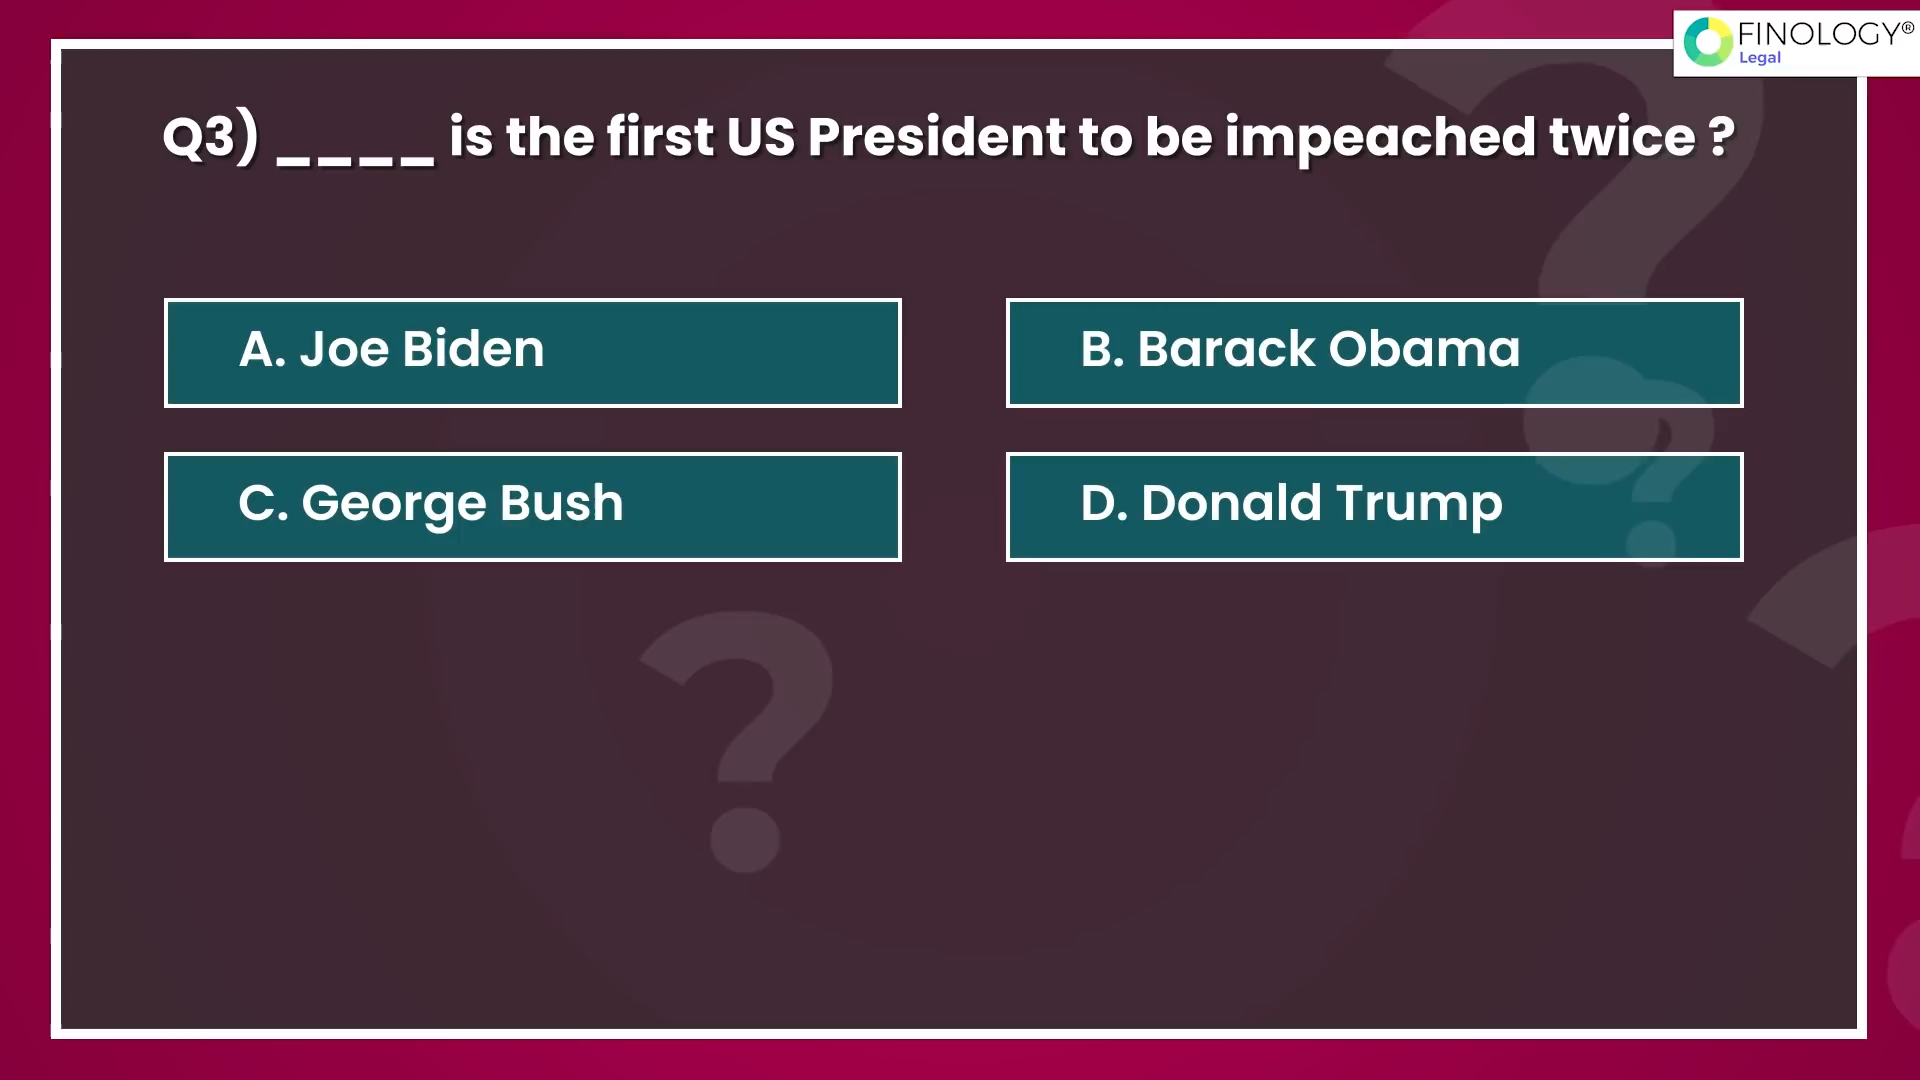 FINOLOGY®
Legal
Q3) ____ is the first US President to be impeached twice ?
A. Joe Biden
B. Barack Obama
C. George Bush
D. Donald Trump